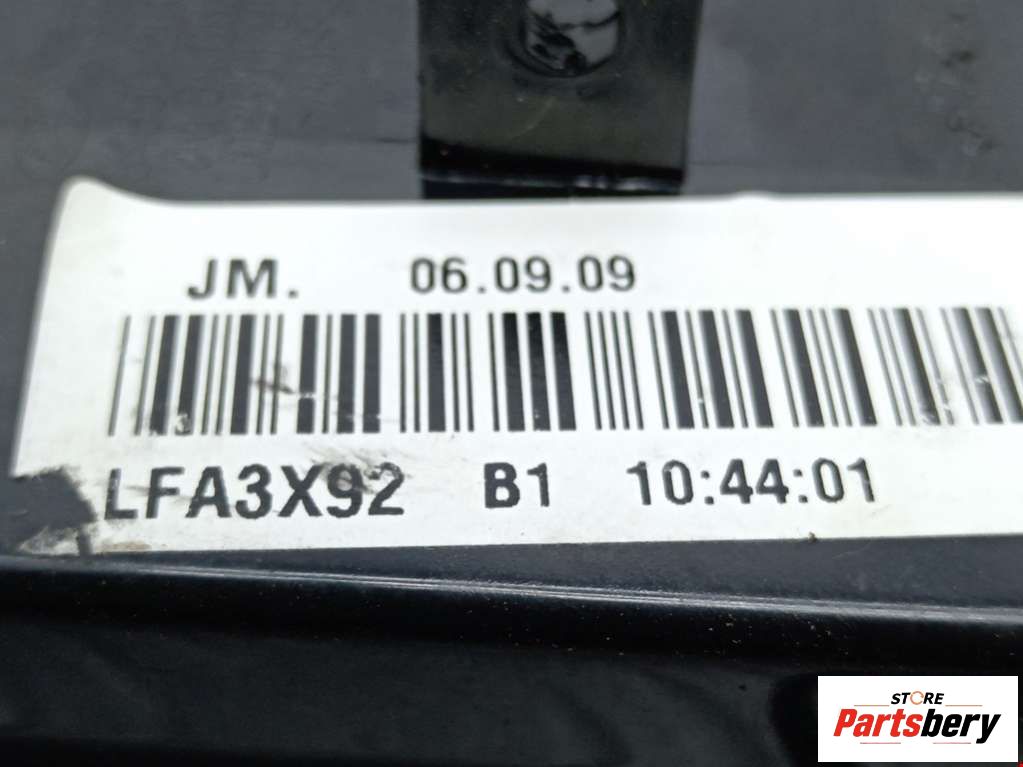 JM. 06.09.09
LFA3X92 B1 10:44:01
STORE
Partsbery